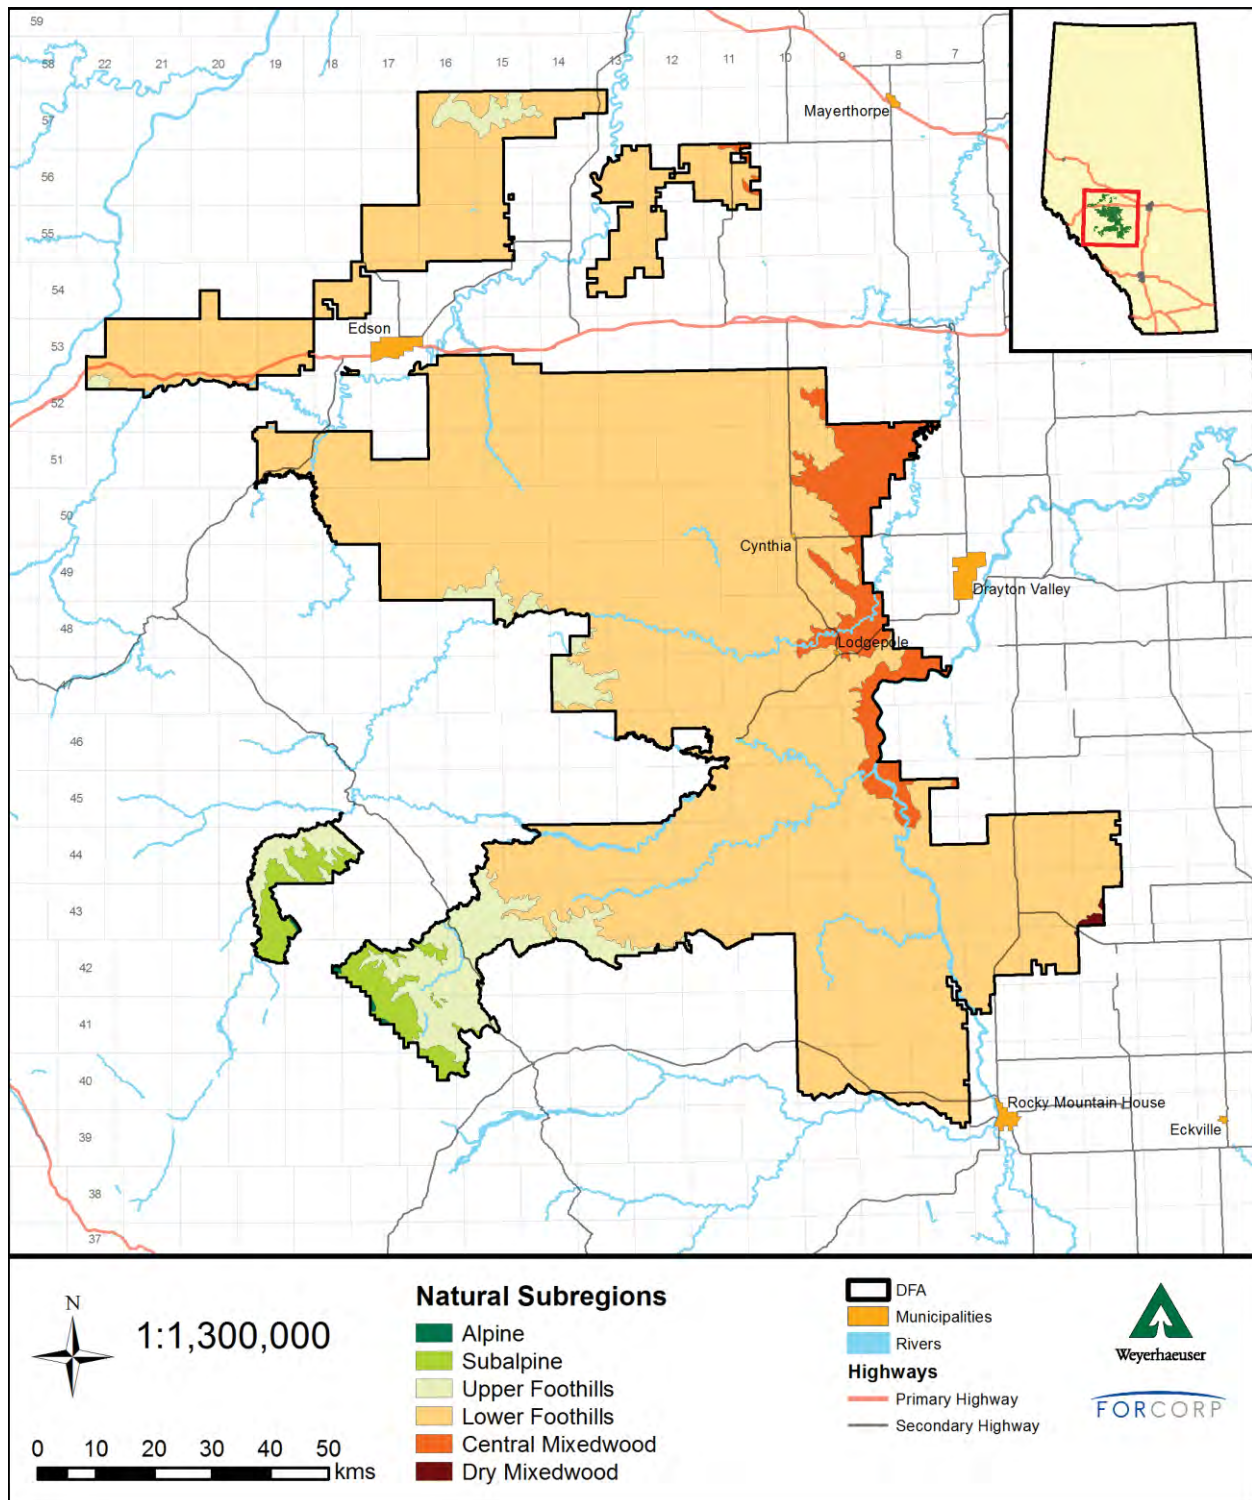 59
58 22 21 20 19 18 17 16 15 14 13 12 11 10 9 8 7
Mayerthorpe
57
56
55
54
Edson
53
52
51
50
Cynthia
49
Drayton Valley
48
Lodgepole
47
46
45
44
43
42
41
40
Rocky Mountain House
39
Eckville
38
37
N
1:1,300,000
0 10 20 30 40 50
kms
Natural Subregions
Alpine
Subalpine
Upper Foothills
Lower Foothills
Central Mixedwood
Dry Mixedwood
DFA
Municipalities
Rivers
Highways
Primary Highway
Secondary Highway
Weyerhaeuser
FORCORP